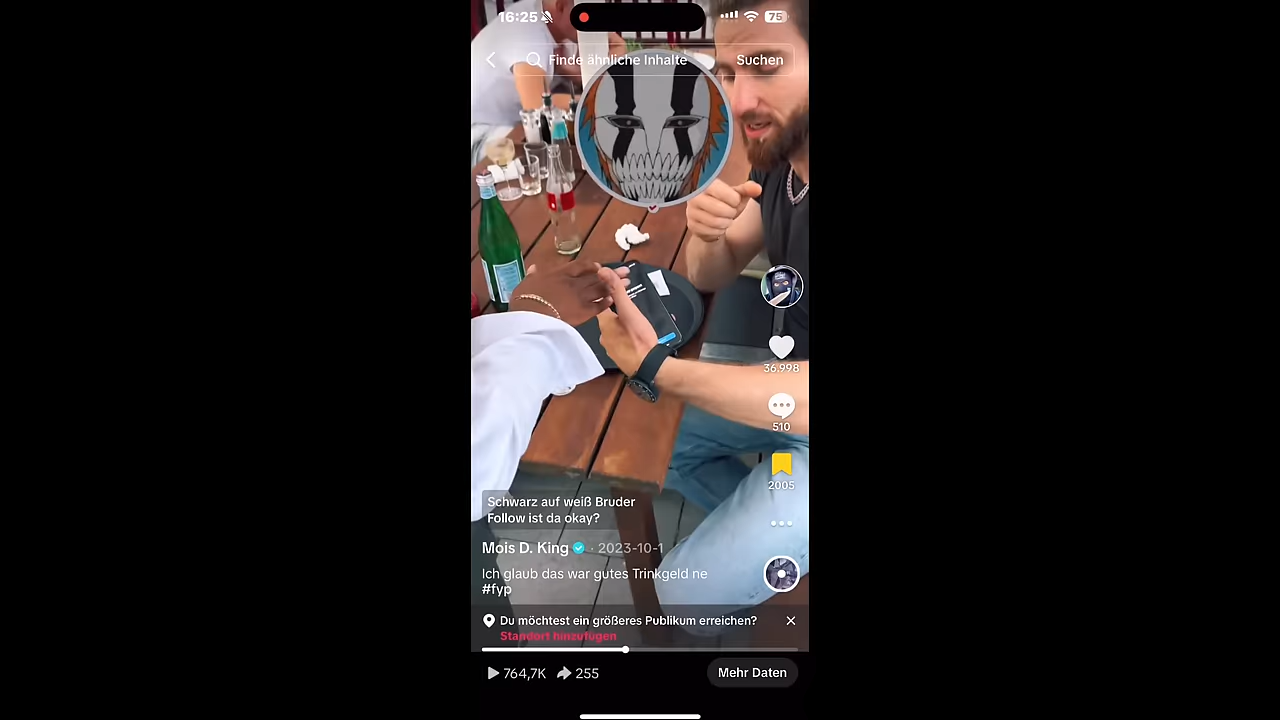 16:25
75
Finde ähnliche Inhalte
Suchen
36.998
510
2005
Schwarz auf weiß Bruder
Follow ist da okay?
Mois D. King · 2023-10-1
Ich glaub das war gutes Trinkgeld ne
#fyp
Du möchtest ein größeres Publikum erreichen?
Standort hinzufügen
764,7K
255
Mehr Daten